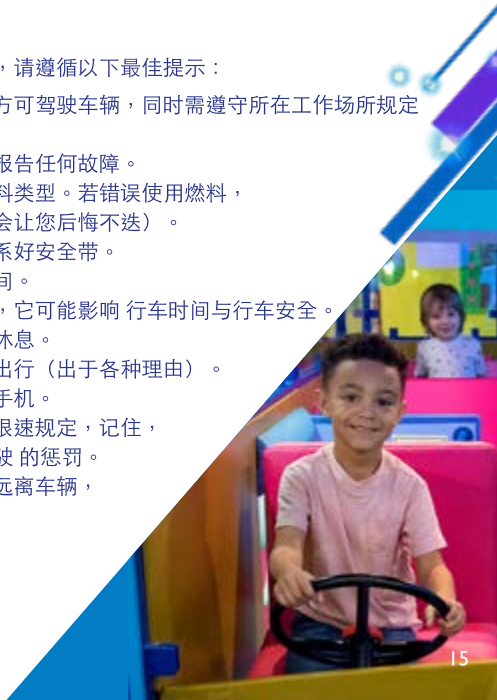 ，请遵循以下最佳提示：
方可驾驶车辆，同时需遵守所在工作场所规定
报告任何故障。
料类型。若错误使用燃料，
会让您后悔不迭）。
系好安全带。
间。
，它可能影响 行车时间与行车安全。
休息。
出行（出于各种理由）。
手机。
限速规定，记住，
驶 的惩罚。
远离车辆，
15